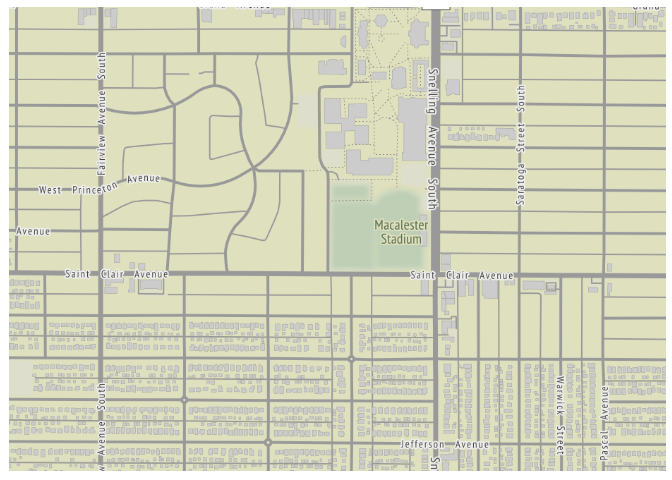 Fairview Avenue South
Snelling Avenue South
Saratoga Street South
West Princeton Avenue
Avenue
Macalester
Stadium
Saint Clair Avenue
Saint Clair Avenue
Avenue South
Warwick Street
Pascal Avenue
Jefferson Avenue
Sn